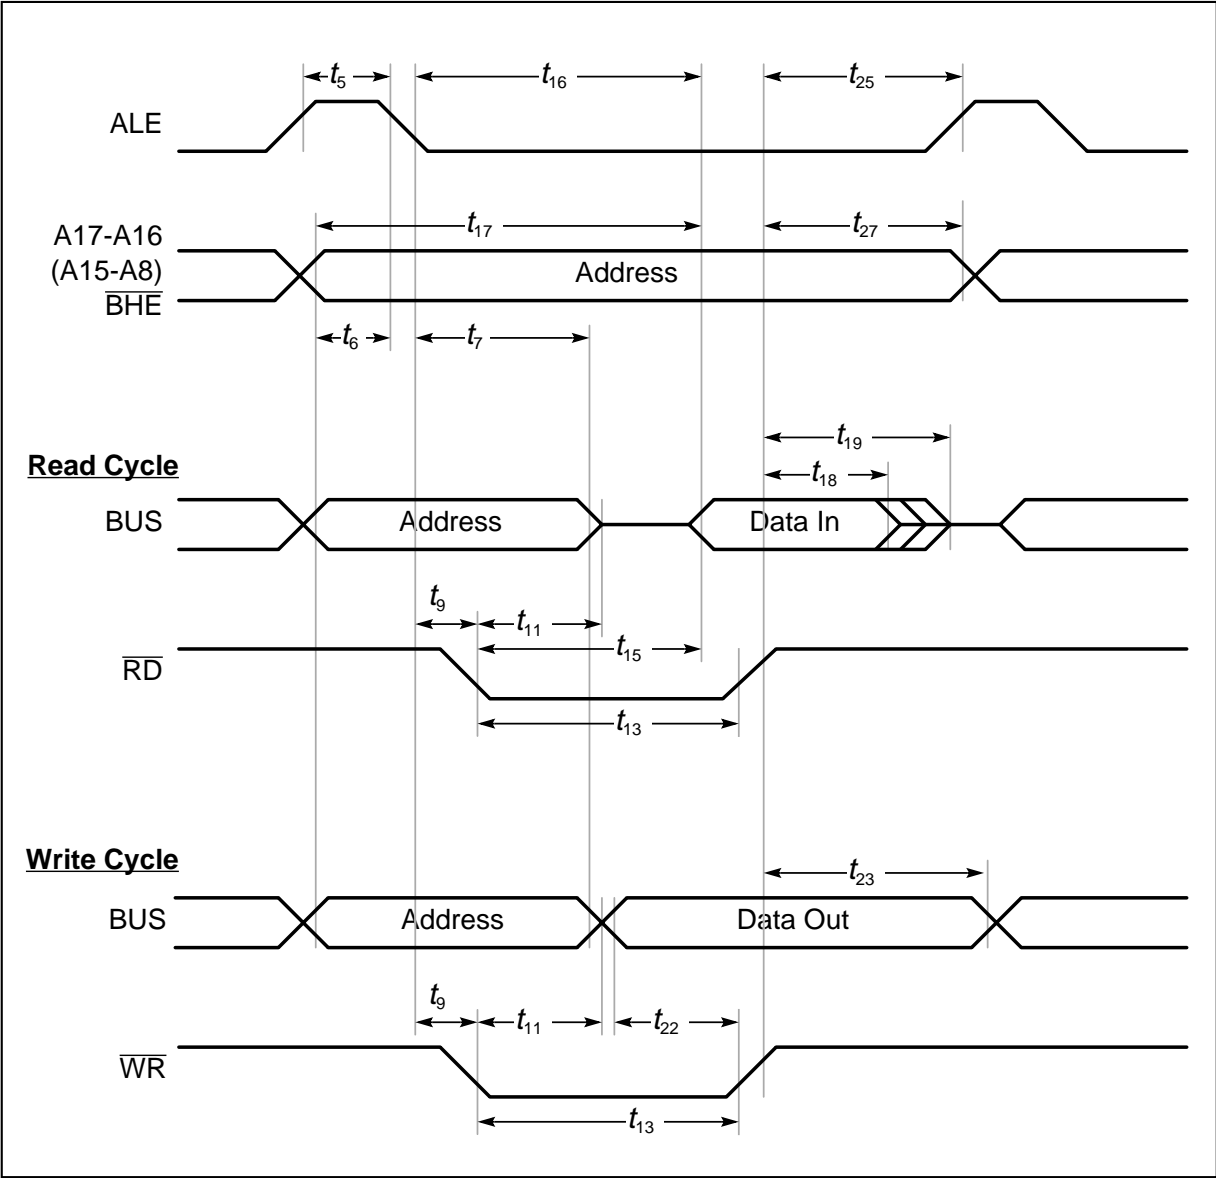 t5 t16 t25
ALE
A17-A16
t17 t27
(A15-A8) Address
BHE
t6 t7
t19
Read Cycle t18
BUS Address Data In
t9 t11
t15
RD
t13
Write Cycle t23
BUS Address Data Out
t9 t11 t22
WR
t13